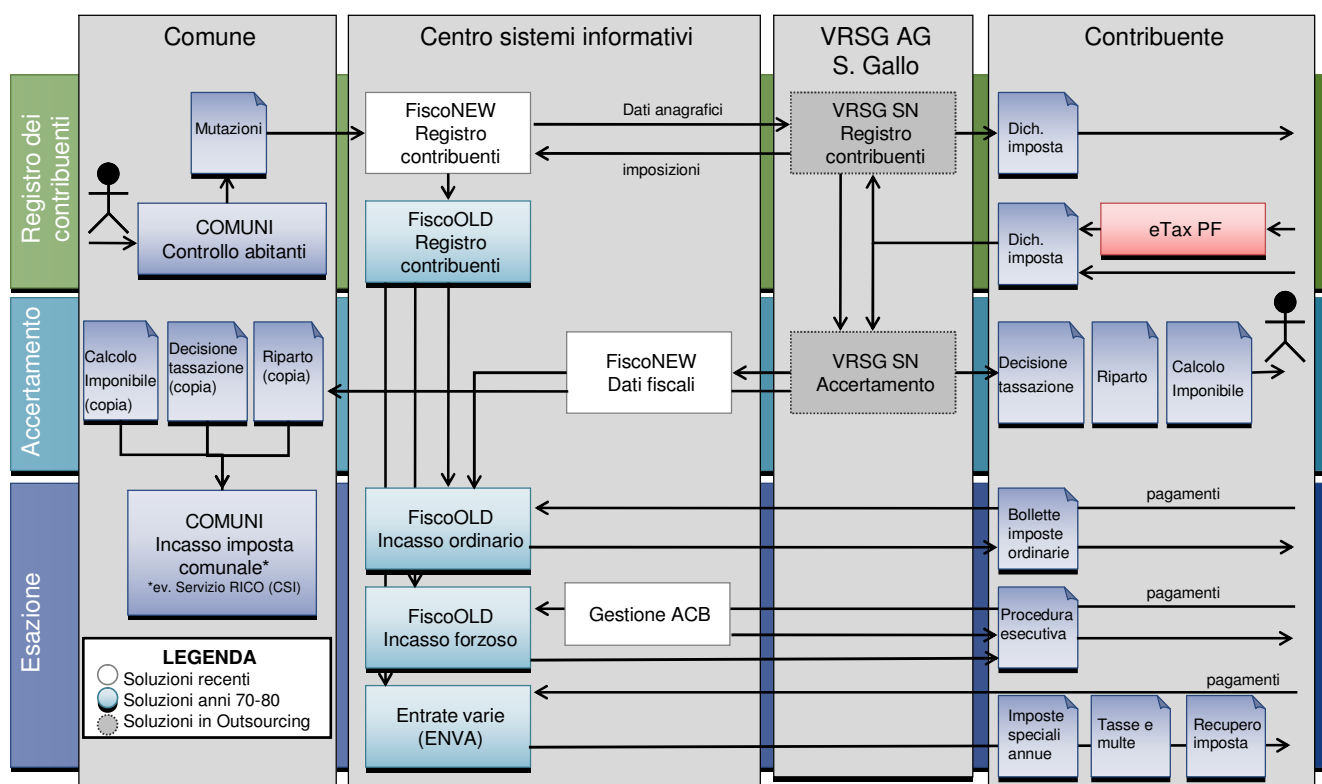 Comune
Centro sistemi informativi
VRSG AG
S. Gallo
Contribuente
Registro dei
contribuenti
Mutazioni
COMUNI
Controllo abitanti
FiscoNEW
Registro
contribuenti
Dati anagrafici
imposizioni
VRSG SN
Registro
contribuenti
Dich.
imposta
FiscoOLD
Registro
contribuenti
Dich.
imposta
eTax PF
Accertamento
Calcolo
Imponibile
(copia)
Decisione
tassazione
(copia)
Riparto
(copia)
FiscoNEW
Dati fiscali
VRSG SN
Accertamento
Decisione
tassazione
Riparto
Calcolo
Imponibile
Esazione
COMUNI
Incasso imposta
comunale*
*ev. Servizio RICO (CSI)
FiscoOLD
Incasso ordinario
Bollette
imposte
ordinarie
pagamenti
FiscoOLD
Incasso forzoso
Gestione ACB
Procedura
esecutiva
pagamenti
Entrate varie
(ENVA)
pagamenti
Imposte
speciali
annue
Tasse e
multe
Recupero
imposta
LEGENDA
Soluzioni recenti
Soluzioni anni 70-80
Soluzioni in Outsourcing